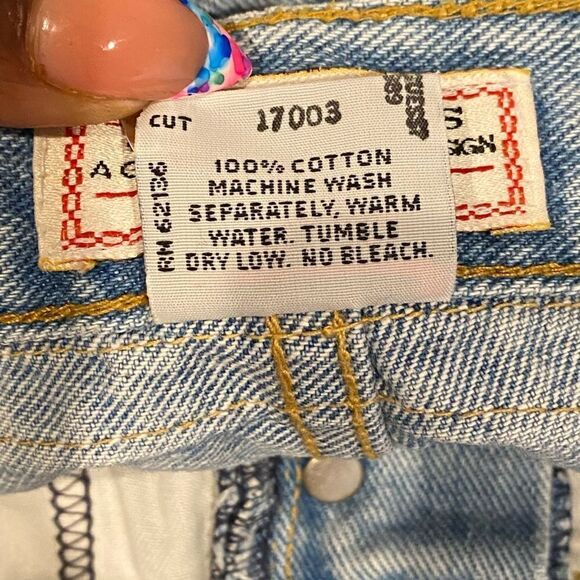 CUT 17003
RN 62136
100% COTTON
MACHINE WASH
SEPARATELY, WARM
WATER. TUMBLE
DRY LOW. NO BLEACH.